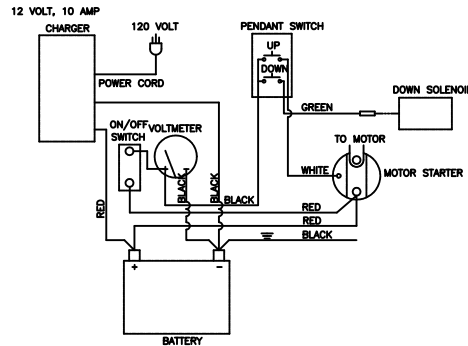 12 VOLT, 10 AMP
CHARGER
120 VOLT
PENDANT SWITCH
UP
DOWN
POWER CORD
DOWN SOLENOI
GREEN
ON/OFF
SWITCH
VOLTMETER
TO MOTOR
WHITE
MOTOR STARTER
BLACK
BLACK
BLACK
RED
RED
RED
BLACK
+
−
BATTERY